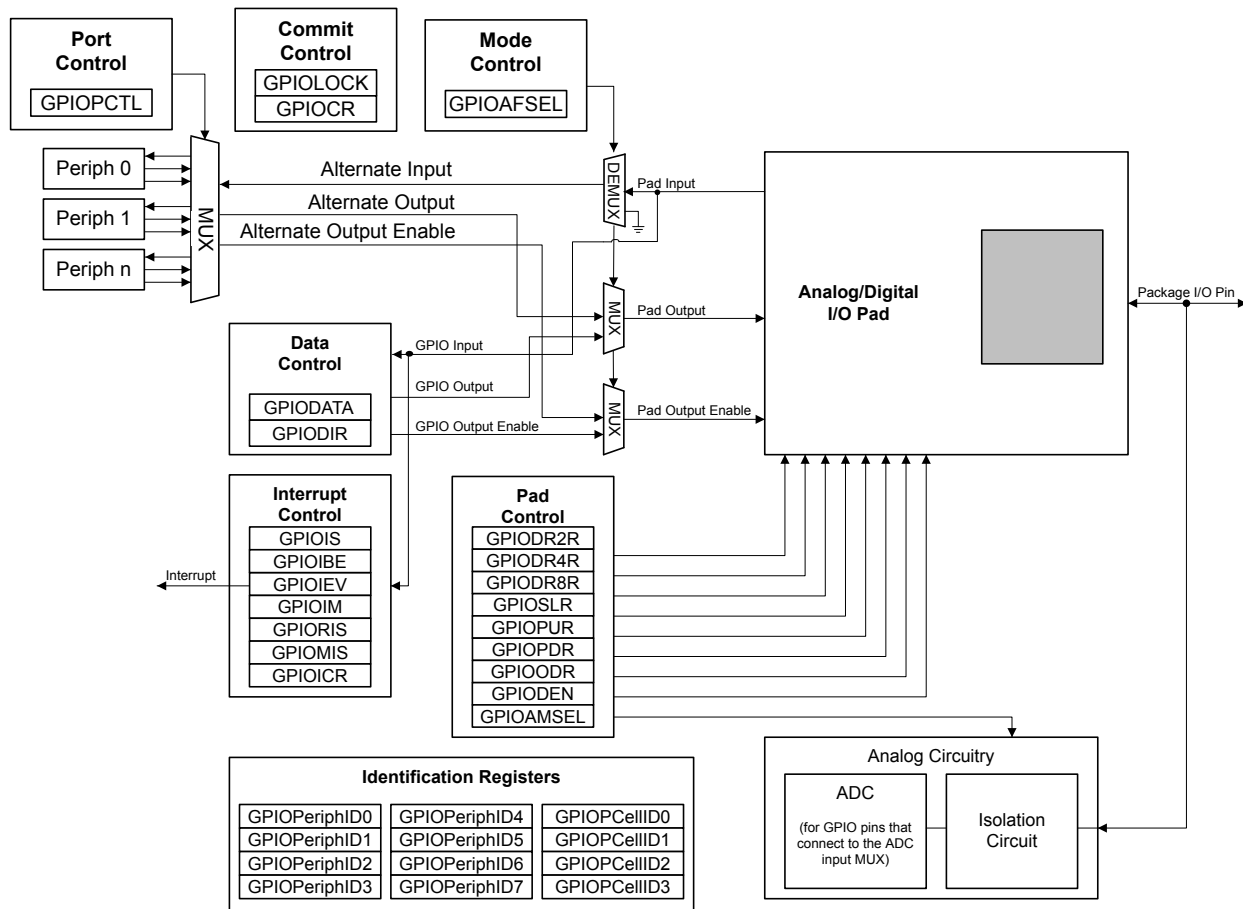 Port
Control
GPIOPCTL
Commit
Control
GPIOLOCK
GPIOCR
Mode
Control
GPIOAFSEL
Periph 0
Periph 1
Periph n
MUX
Alternate Input
Alternate Output
Alternate Output Enable
DEMUX
Pad Input
MUX
Pad Output
MUX
Pad Output Enable
Analog/Digital
I/O Pad
Package I/O Pin
Data
Control
GPIODATA
GPIODIR
GPIO Input
GPIO Output
GPIO Output Enable
Interrupt
Control
GPIOIS
GPIOIBE
GPIOIEV
GPIOIM
GPIORIS
GPIOMIS
GPIOICR
Interrupt
Pad
Control
GPIODR2R
GPIODR4R
GPIODR8R
GPIOSLR
GPIOPUR
GPIOPDR
GPIOODR
GPIODEN
GPIOAMSEL
Analog Circuitry
ADC
(for GPIO pins that
connect to the ADC
input MUX)
Isolation
Circuit
Identification Registers
GPIOPeriphID0
GPIOPeriphID1
GPIOPeriphID2
GPIOPeriphID3
GPIOPeriphID4
GPIOPeriphID5
GPIOPeriphID6
GPIOPeriphID7
GPIOPCellID0
GPIOPCellID1
GPIOPCellID2
GPIOPCellID3